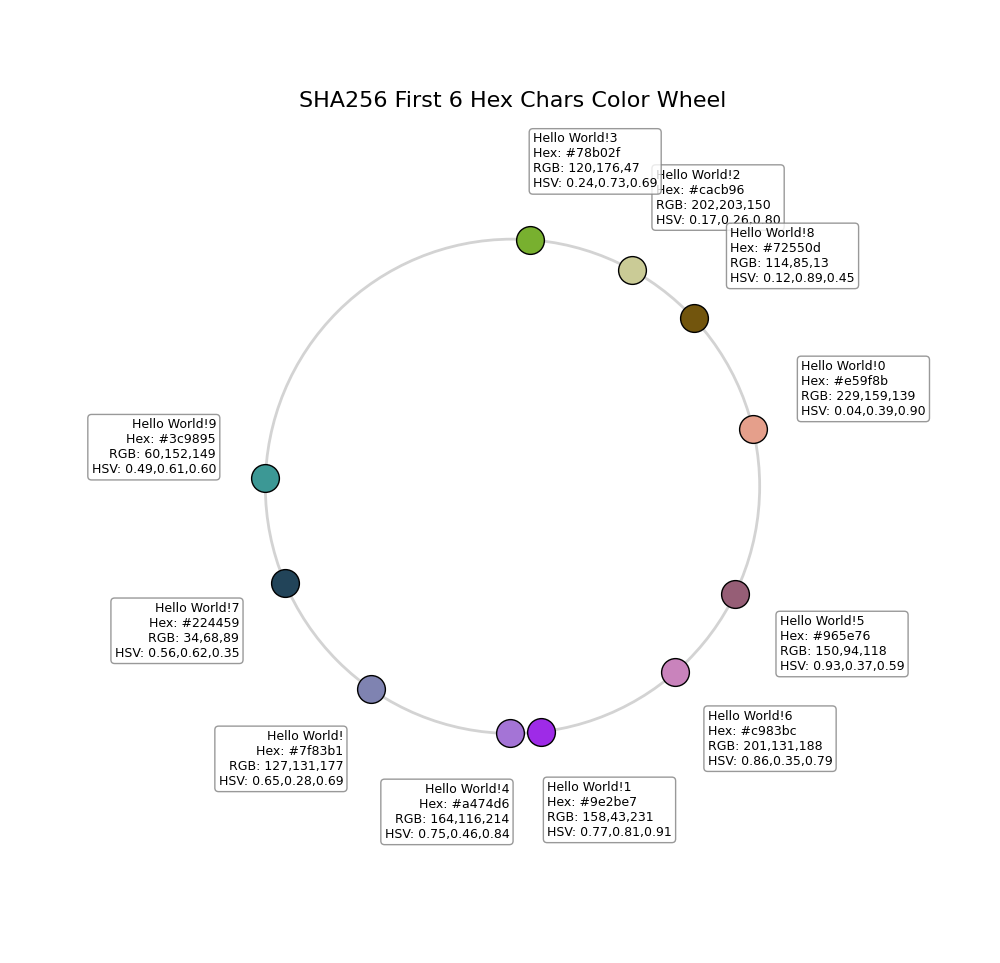 SHA256 First 6 Hex Chars Color Wheel
Hello World!3
Hex: #78b02f
RGB: 120,176,47
HSV: 0.24,0.73,0.69
Hello World!2
Hex: #cacb96
RGB: 202,203,150
HSV: 0.17,0.26,0.80
Hello World!8
Hex: #72550d
RGB: 114,85,13
HSV: 0.12,0.89,0.45
Hello World!0
Hex: #e59f8b
RGB: 229,159,139
HSV: 0.04,0.39,0.90
Hello World!9
Hex: #3c9895
RGB: 60,152,149
HSV: 0.49,0.61,0.60
Hello World!7
Hex: #224459
RGB: 34,68,89
HSV: 0.56,0.62,0.35
Hello World!5
Hex: #965e76
RGB: 150,94,118
HSV: 0.93,0.37,0.59
Hello World!6
Hex: #c983bc
RGB: 201,131,188
HSV: 0.86,0.35,0.79
Hello World!
Hex: #7f83b1
RGB: 127,131,177
HSV: 0.65,0.28,0.69
Hello World!4
Hex: #a474d6
RGB: 164,116,214
HSV: 0.75,0.46,0.84
Hello World!1
Hex: #9e2be7
RGB: 158,43,231
HSV: 0.77,0.81,0.91